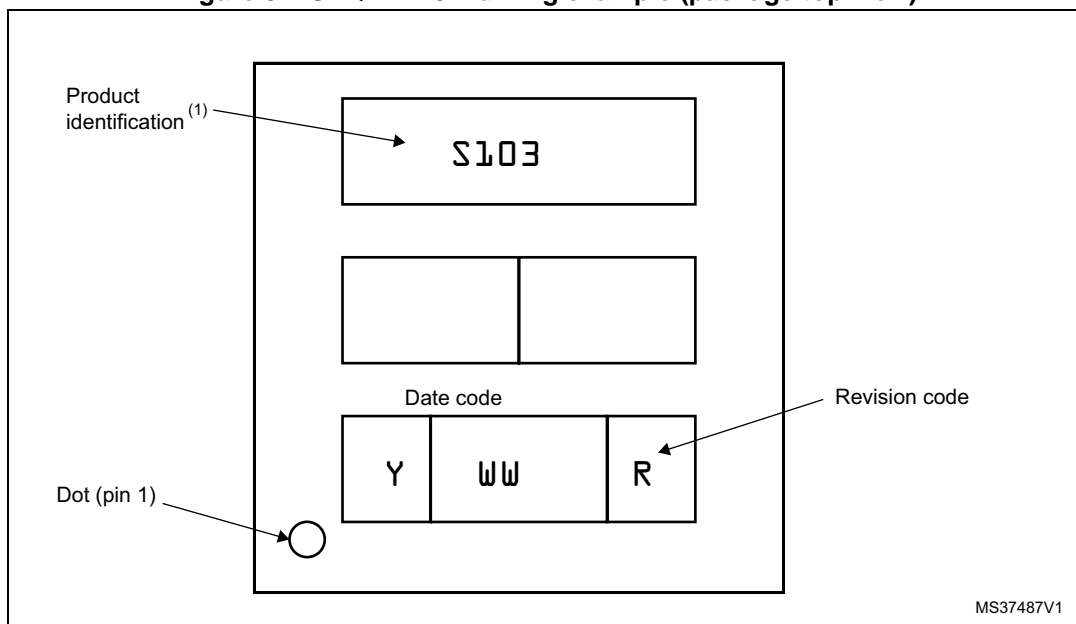 Product
identification (1)
S103
Date code
Revision code
Y WW R
Dot (pin 1)
MS37487V1